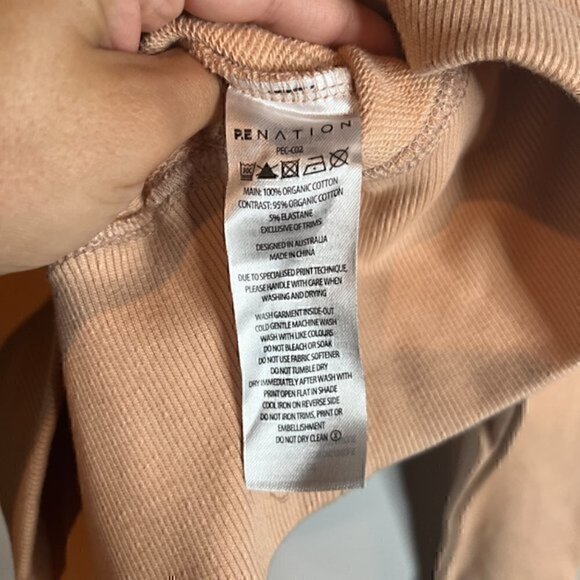 P.E NATION
PEC-C02
MAIN: 100% ORGANIC COTTON
CONTRAST: 95% ORGANIC COTTON
5% ELASTANE
EXCLUSIVE OF TRIMS
DESIGNED IN AUSTRALIA
MADE IN CHINA
DUE TO SPECIALISED PRINT TECHNIQUE,
PLEASE HANDLE WITH CARE WHEN
WASHING AND DRYING
WASH GARMENT INSIDE-OUT
COLD GENTLE MACHINE WASH
WASH WITH LIKE COLOURS
DO NOT BLEACH OR SOAK
DO NOT USE FABRIC SOFTENER
DO NOT TUMBLE DRY
DRY IMMEDIATELY AFTER WASH WITH
PRINT OPEN FLAT IN SHADE
COOL IRON ON REVERSE SIDE
DO NOT IRON TRIMS, PRINT OR
EMBELLISHMENT
DO NOT DRY CLEAN